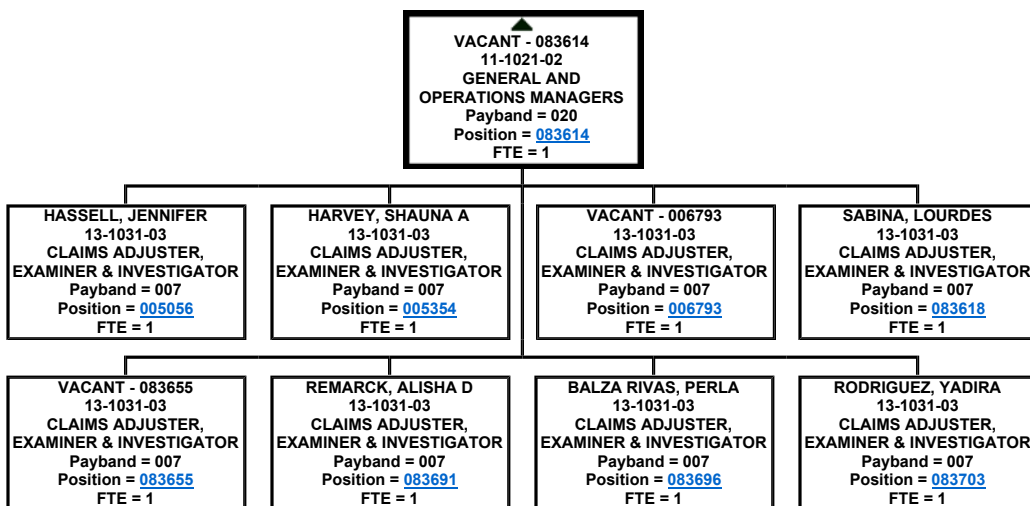 VACANT - 083614
11-1021-02
GENERAL AND
OPERATIONS MANAGERS
Payband = 020
Position = 083614
FTE = 1
HASSELL, JENNIFER
13-1031-03
CLAIMS ADJUSTER,
EXAMINER & INVESTIGATOR
Payband = 007
Position = 005056
FTE = 1
HARVEY, SHAUNA A
13-1031-03
CLAIMS ADJUSTER,
EXAMINER & INVESTIGATOR
Payband = 007
Position = 005354
FTE = 1
VACANT - 006793
13-1031-03
CLAIMS ADJUSTER,
EXAMINER & INVESTIGATOR
Payband = 007
Position = 006793
FTE = 1
SABINA, LOURDES
13-1031-03
CLAIMS ADJUSTER,
EXAMINER & INVESTIGATOR
Payband = 007
Position = 083618
FTE = 1
VACANT - 083655
13-1031-03
CLAIMS ADJUSTER,
EXAMINER & INVESTIGATOR
Payband = 007
Position = 083655
FTE = 1
REMARCK, ALISHA D
13-1031-03
CLAIMS ADJUSTER,
EXAMINER & INVESTIGATOR
Payband = 007
Position = 083691
FTE = 1
BALZA RIVAS, PERLA
13-1031-03
CLAIMS ADJUSTER,
EXAMINER & INVESTIGATOR
Payband = 007
Position = 083696
FTE = 1
RODRIGUEZ, YADIRA
13-1031-03
CLAIMS ADJUSTER,
EXAMINER & INVESTIGATOR
Payband = 007
Position = 083703
FTE = 1